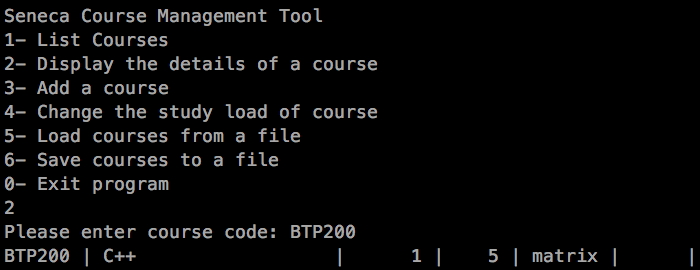 Seneca Course Management Tool
1- List Courses
2- Display the details of a course
3- Add a course
4- Change the study load of course
5- Load courses from a file
6- Save courses to a file
0- Exit program
2
Please enter course code: BTP200
BTP200 | C++                  |      1 |    5 | matrix |      |